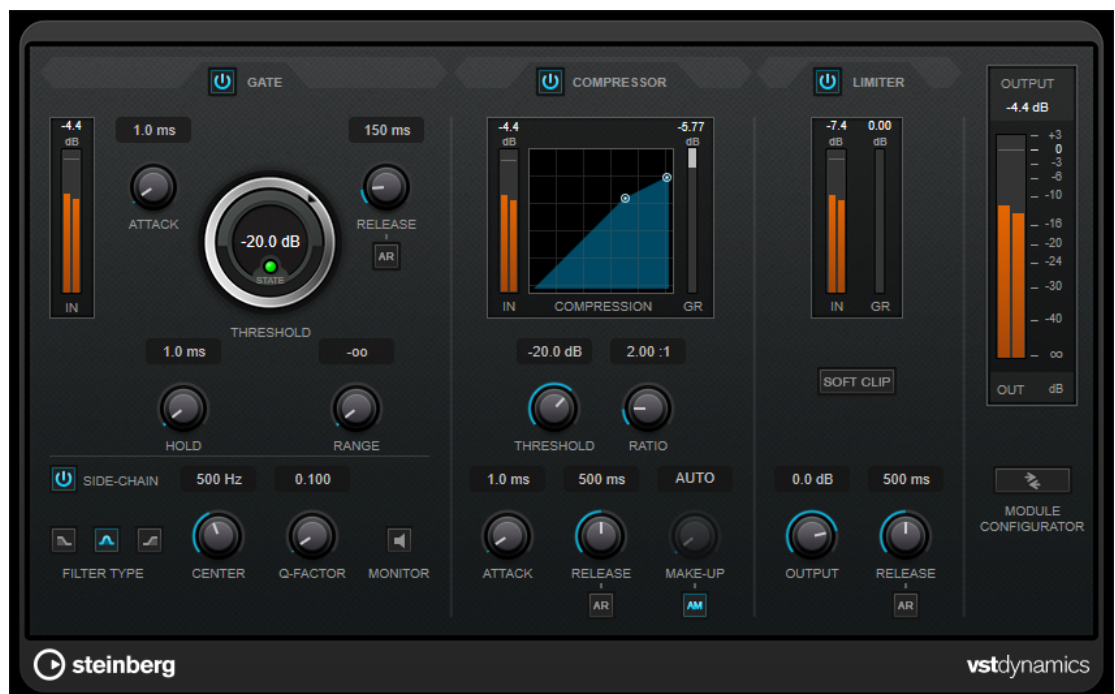 GATE
COMPRESSOR
LIMITER
OUTPUT
-4.4 dB
-4.4
dB
IN
1.0 ms
ATTACK
150 ms
RELEASE
AR
-20.0 dB
STATE
THRESHOLD
1.0 ms
HOLD
-oo
RANGE
SIDE-CHAIN
500 Hz
0.100
FILTER TYPE
CENTER
Q-FACTOR
MONITOR
-4.4
dB
-5.77
dB
IN
COMPRESSION
GR
-20.0 dB
2.00 :1
THRESHOLD
RATIO
1.0 ms
500 ms
AUTO
ATTACK
RELEASE
MAKE-UP
AR
AM
-7.4
0.00
dB
dB
IN
GR
SOFT CLIP
0.0 dB
500 ms
OUTPUT
RELEASE
AR
+3
0
-3
-6
-10
-16
-20
-24
-30
-40
∞
OUT
dB
MODULE
CONFIGURATOR
steinberg
vstdynamics